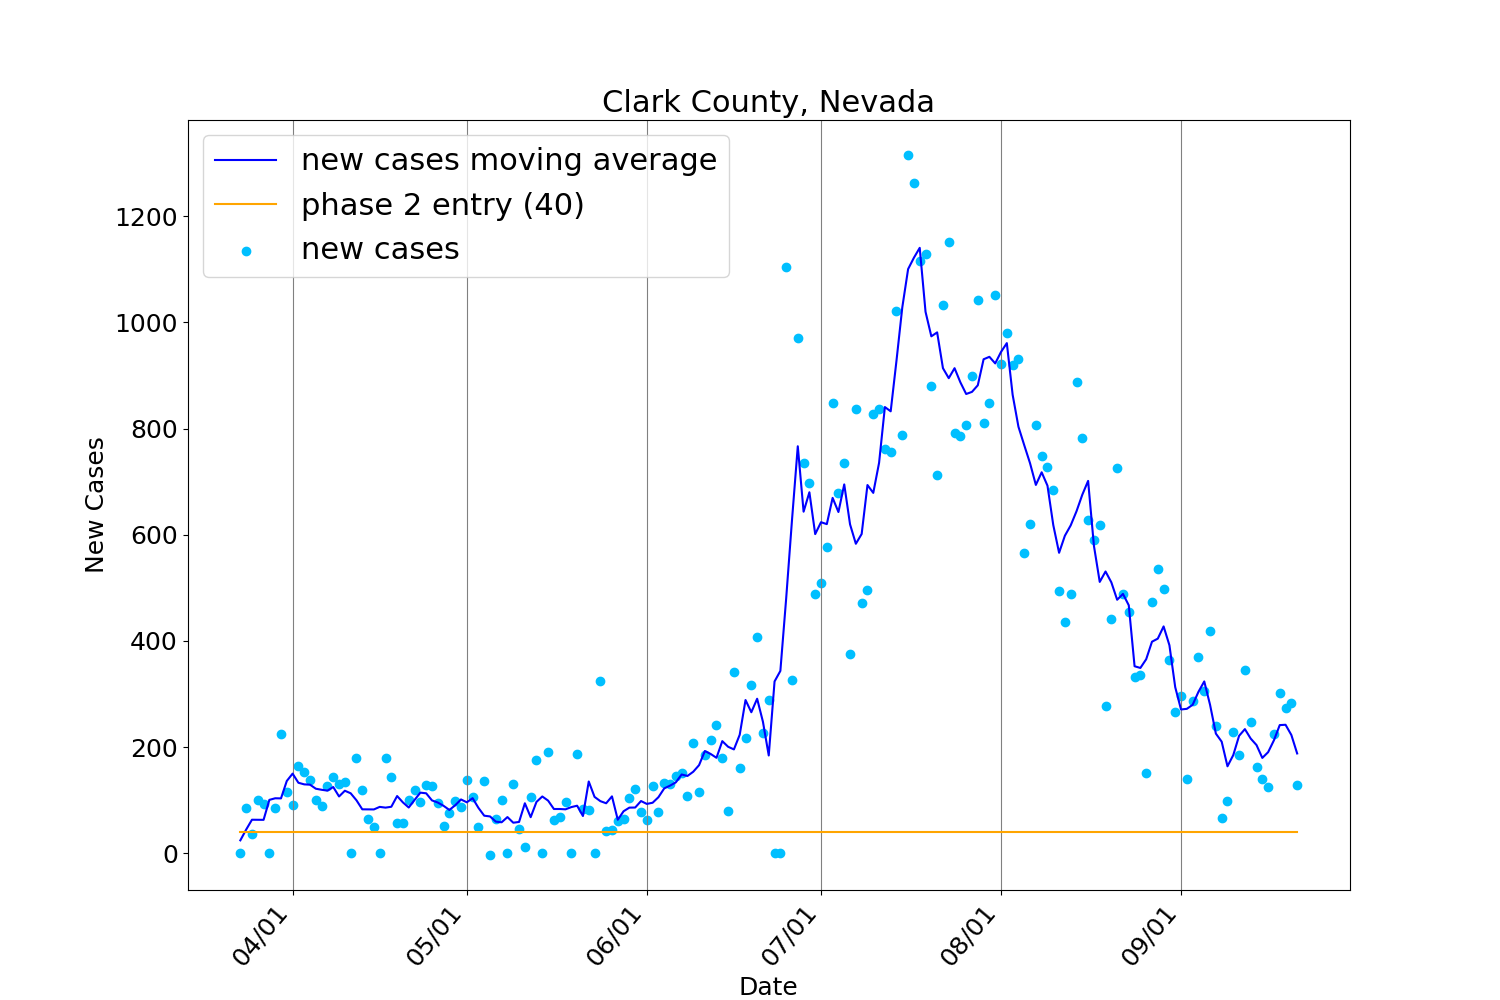 Clark County, Nevada
new cases moving average
phase 2 entry (40)
new cases
1200
1000
800
600
400
200
0
New Cases
04/01
05/01
06/01
07/01
08/01
09/01
Date